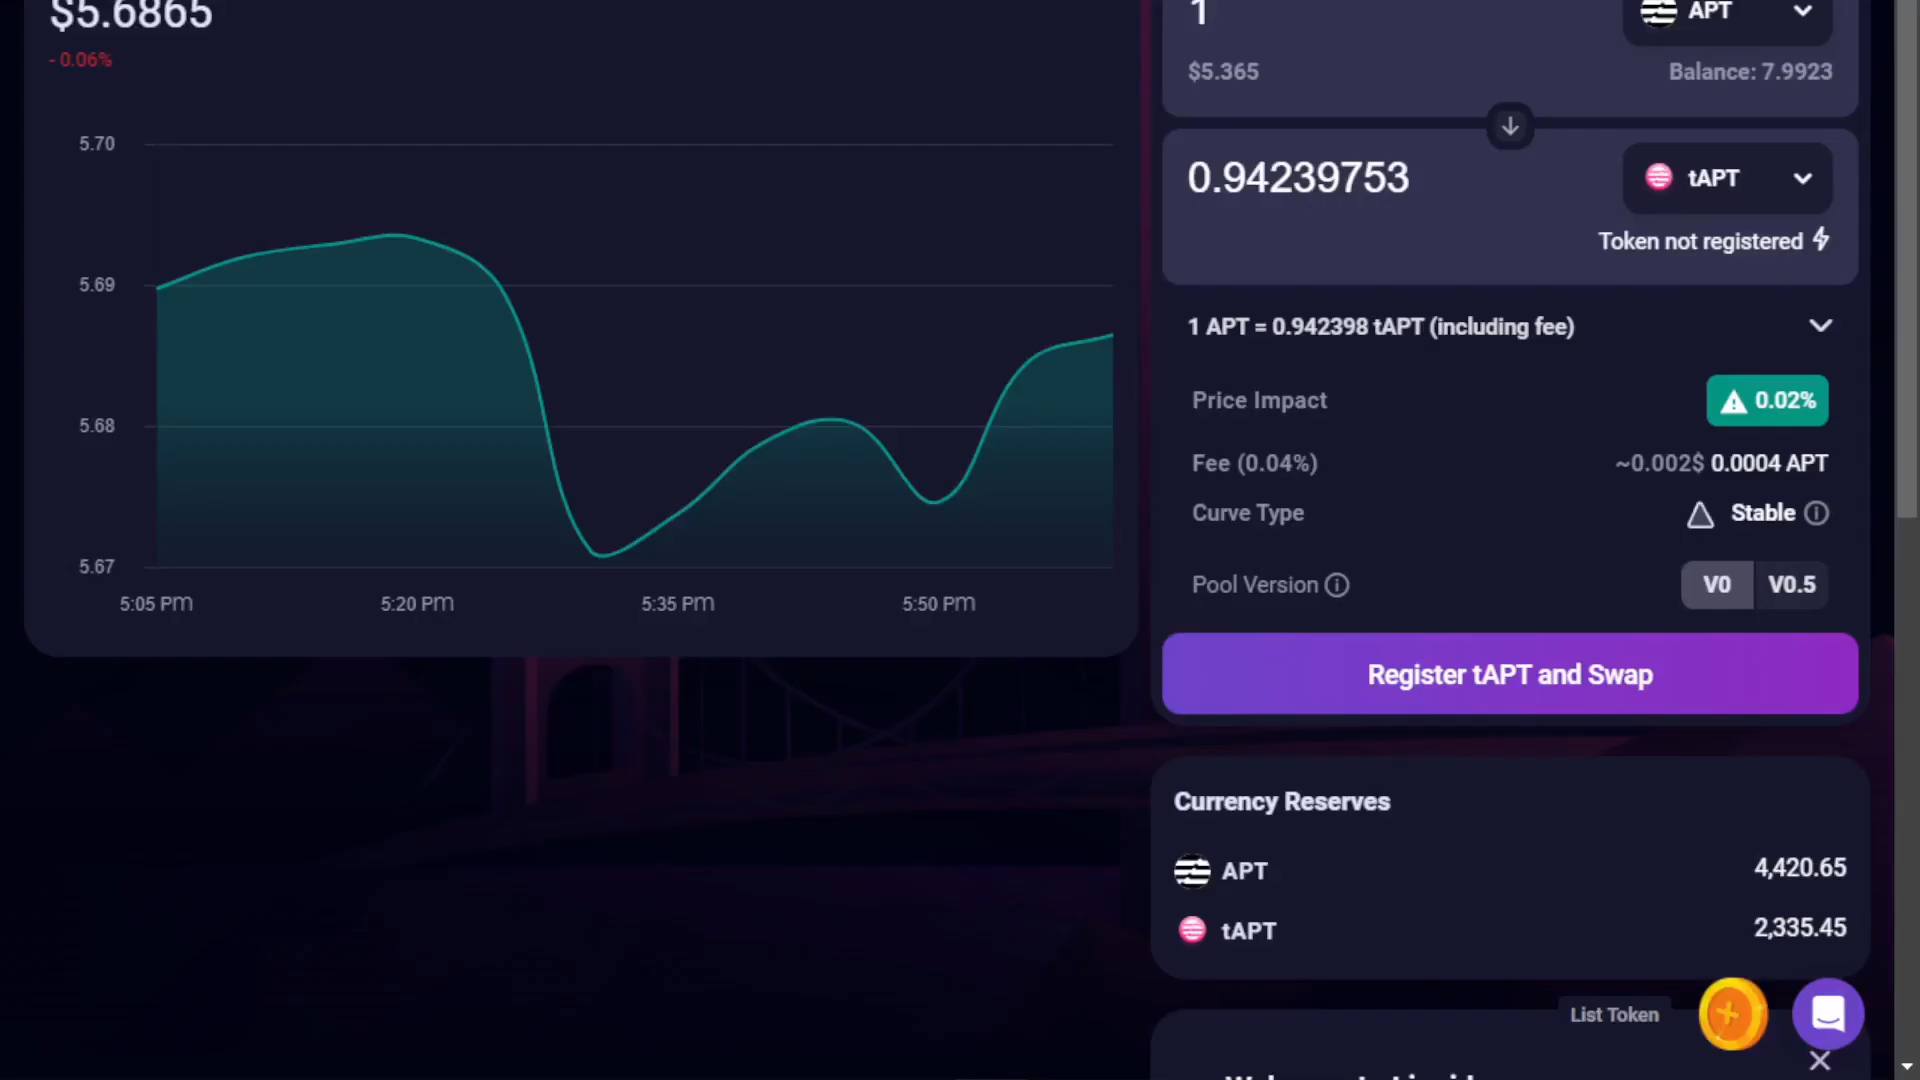 $5.6865
- 0.06%
5.70
5.69
5.68
5.67
5:05 PM
5:20 PM
5:35 PM
5:50 PM
1
APT
$5.365
Balance: 7.9923
0.94239753
tAPT
Token not registered
1 APT = 0.942398 tAPT (including fee)
Price Impact
0.02%
Fee (0.04%)
~0.002$ 0.0004 APT
Curve Type
Stable
Pool Version
V0
V0.5
Register tAPT and Swap
Currency Reserves
APT
4,420.65
tAPT
2,335.45
List Token